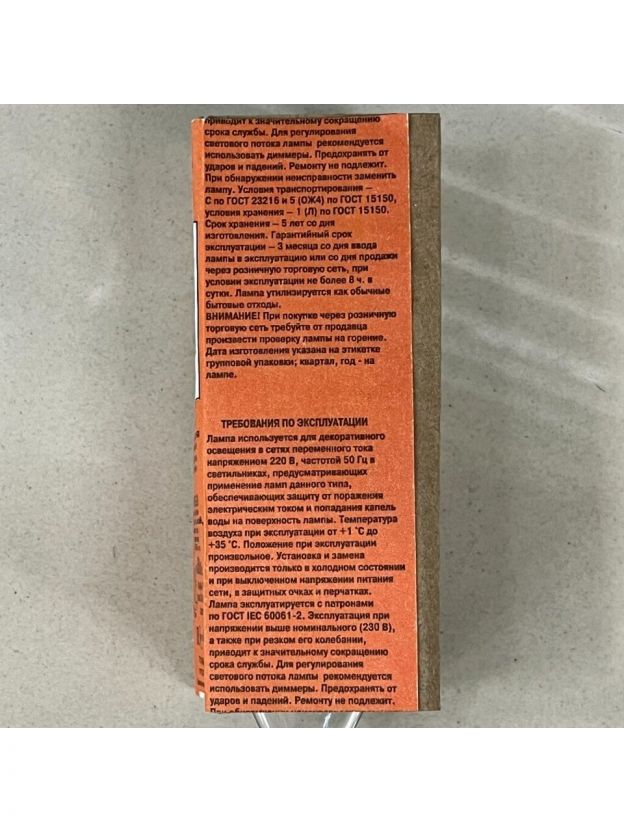 приводит к значительному сокращению
срока службы. Для регулирования
светового потока лампы рекомендуется
использовать диммеры. Предохранять от
ударов и падений. Ремонту не подлежит.
При обнаружении неисправности заменить
лампу. Условия транспортирования –
С по ГОСТ 23216 и 5 (ОЖ4) по ГОСТ 15150,
условия хранения – 1 (Л) по ГОСТ 15150.
Срок хранения – 5 лет со дня
изготовления. Гарантийный срок
эксплуатации – 3 месяца со дня ввода
лампы в эксплуатацию или со дня продажи
через розничную торговую сеть, при
условии эксплуатации не более 8 ч. в
сутки. Лампа утилизируется как обычные
бытовые отходы.
ВНИМАНИЕ! При покупке через розничную
торговую сеть требуйте от продавца
произвести проверку лампы на горение.
Дата изготовления указана на этикетке
групповой упаковки; квартал, год - на
лампе.
ТРЕБОВАНИЯ ПО ЭКСПЛУАТАЦИИ
Лампа используется для декоративного
освещения в сетях переменного тока
напряжением 220 В, частотой 50 Гц в
светильниках, предусматривающих
применение ламп данного типа,
обеспечивающих защиту от поражения
электрическим током и попадания капель
воды на поверхность лампы. Температура
воздуха при эксплуатации от +1 °С до
+35 °С. Положение при эксплуатации
произвольное. Установка и замена
производится только в холодном состоянии
и при выключенном напряжении питания
сети, в защитных очках и перчатках.
Лампа эксплуатируется с патронами
по ГОСТ IEC 60061-2. Эксплуатация при
напряжении выше номинального (230 В),
а также при резком его колебании,
приводит к значительному сокращению
срока службы. Для регулирования
светового потока лампы рекомендуется
использовать диммеры. Предохранять от
ударов и падений. Ремонту не подлежит.